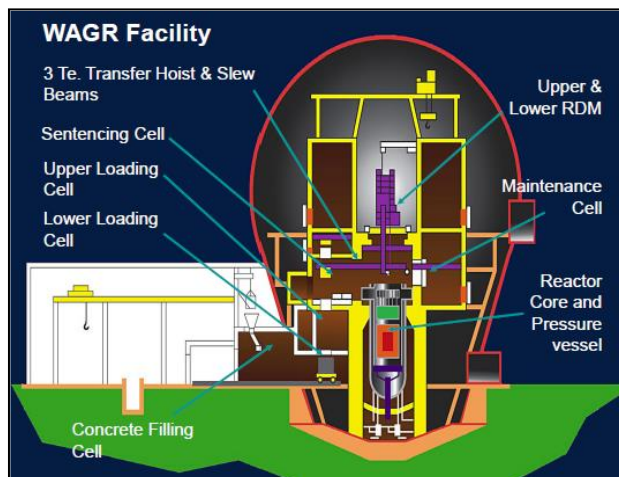 WAGR Facility
3 Te. Transfer Hoist & Slew
Beams
Sentencing Cell
Upper Loading
Cell
Lower Loading
Cell
Concrete Filling
Cell
Upper &
Lower RDM
Maintenance
Cell
Reactor
Core and
Pressure
vessel